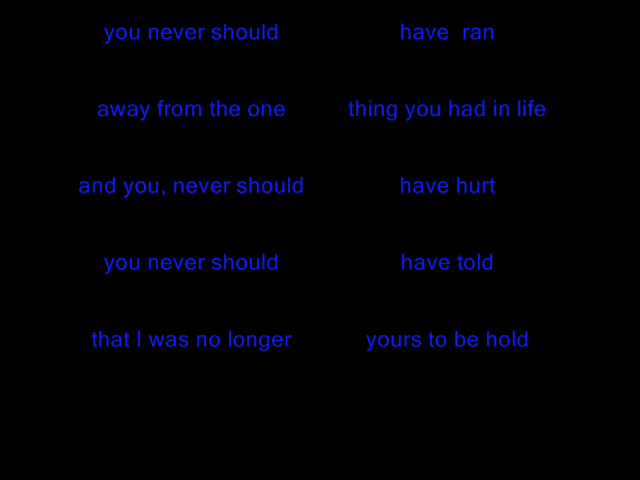 you never should have  ran
away from the one thing you had in life
and you, never should have hurt
you never should have told
that I was no longer yours to be hold